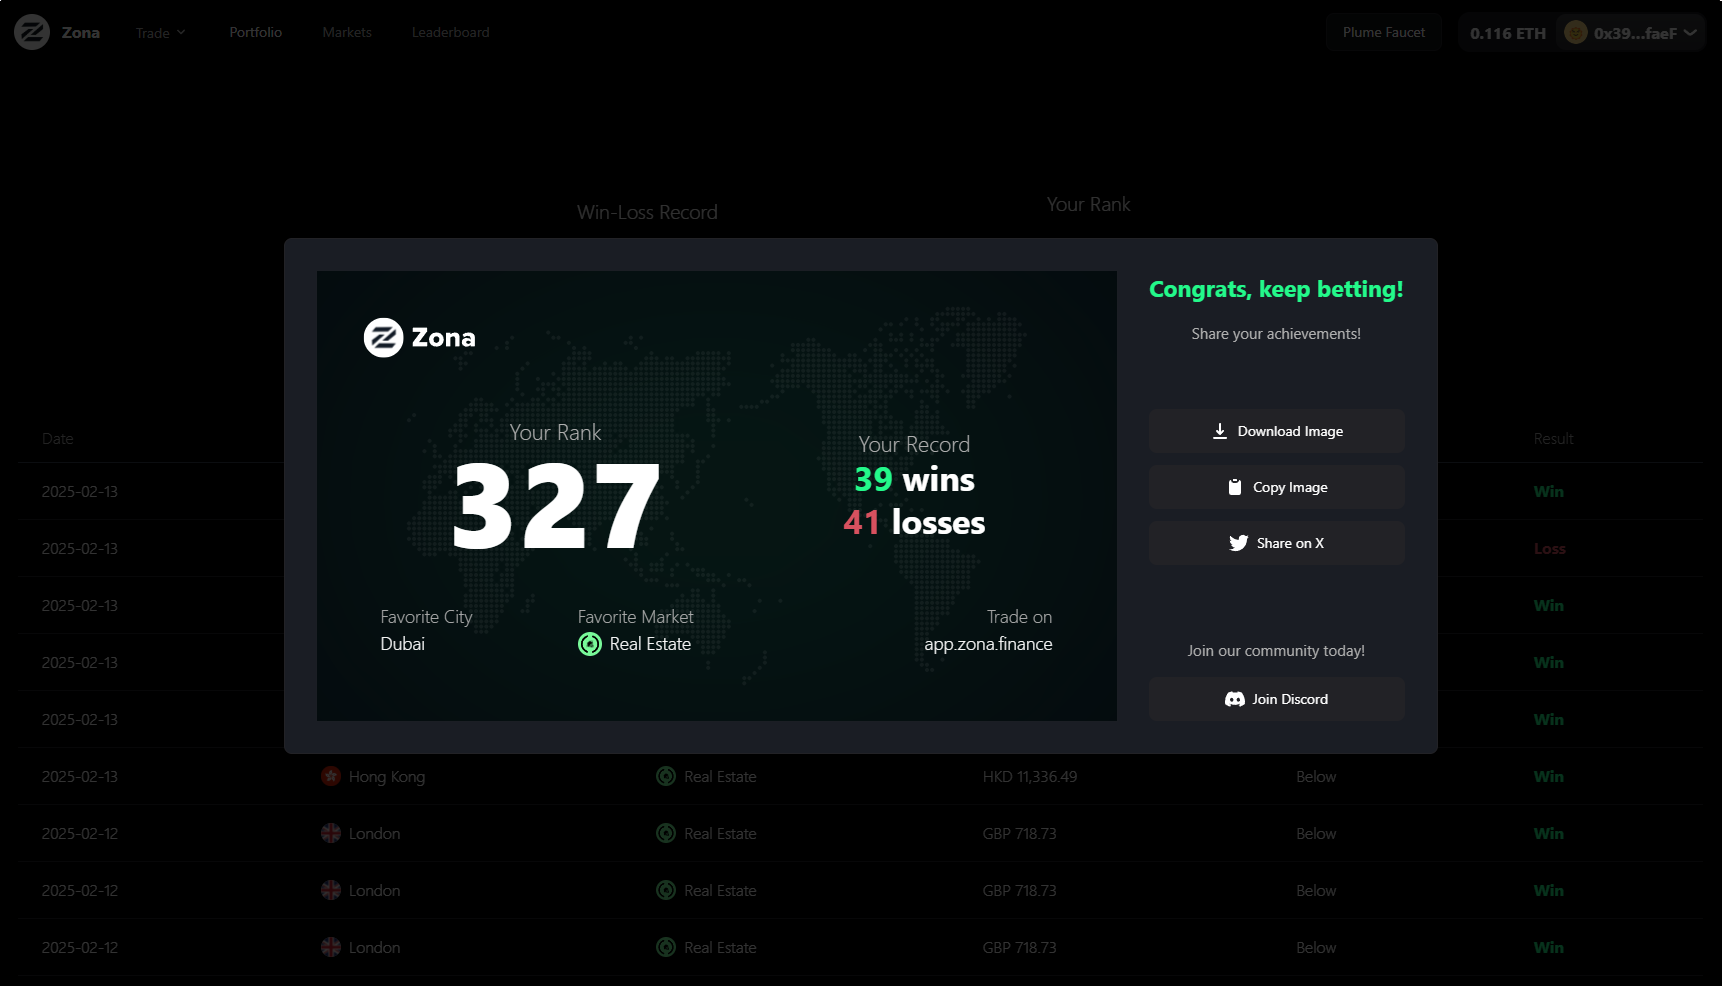 Zona Trade Portfolio Markets Leaderboard Plume Faucet 0.116 ETH 0x39...faeF
Win-Loss Record Your Rank
Zona
Your Rank
327
Your Record
39 wins
41 losses
Favorite City
Dubai
Favorite Market
Real Estate
Trade on
app.zona.finance
Congrats, keep betting!
Share your achievements!
Download Image
Copy Image
Share on X
Join our community today!
Join Discord
Date Result
2025-02-13 Win
2025-02-13 Loss
2025-02-13 Win
2025-02-13 Win
2025-02-13 Win
2025-02-13 Hong Kong Real Estate HKD 11,336.49 Below Win
2025-02-12 London Real Estate GBP 718.73 Below Win
2025-02-12 London Real Estate GBP 718.73 Below Win
2025-02-12 London Real Estate GBP 718.73 Below Win